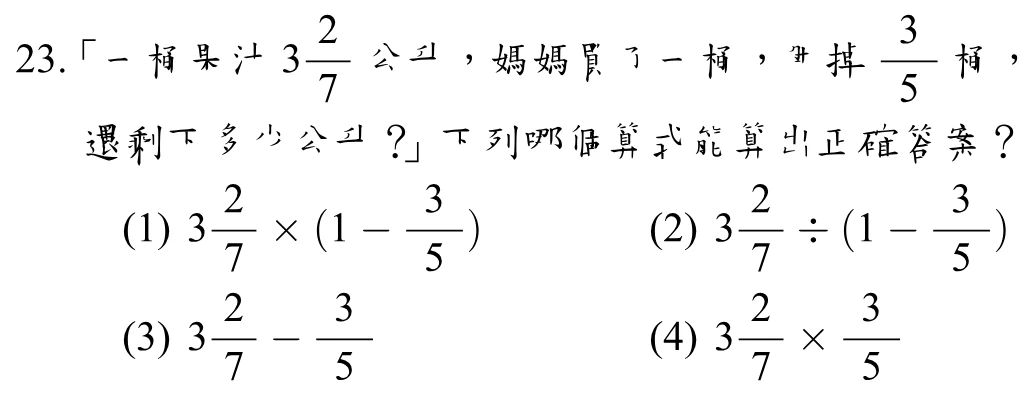 23.「一桶果汁 3 2/7 公升，媽媽買了一桶，用掉 3/5 桶，
還剩下多少公升？」下列哪個算式能算出正確答案？
(1) 3 2/7 × (1 − 3/5) (2) 3 2/7 ÷ (1 − 3/5)
(3) 3 2/7 − 3/5 (4) 3 2/7 × 3/5